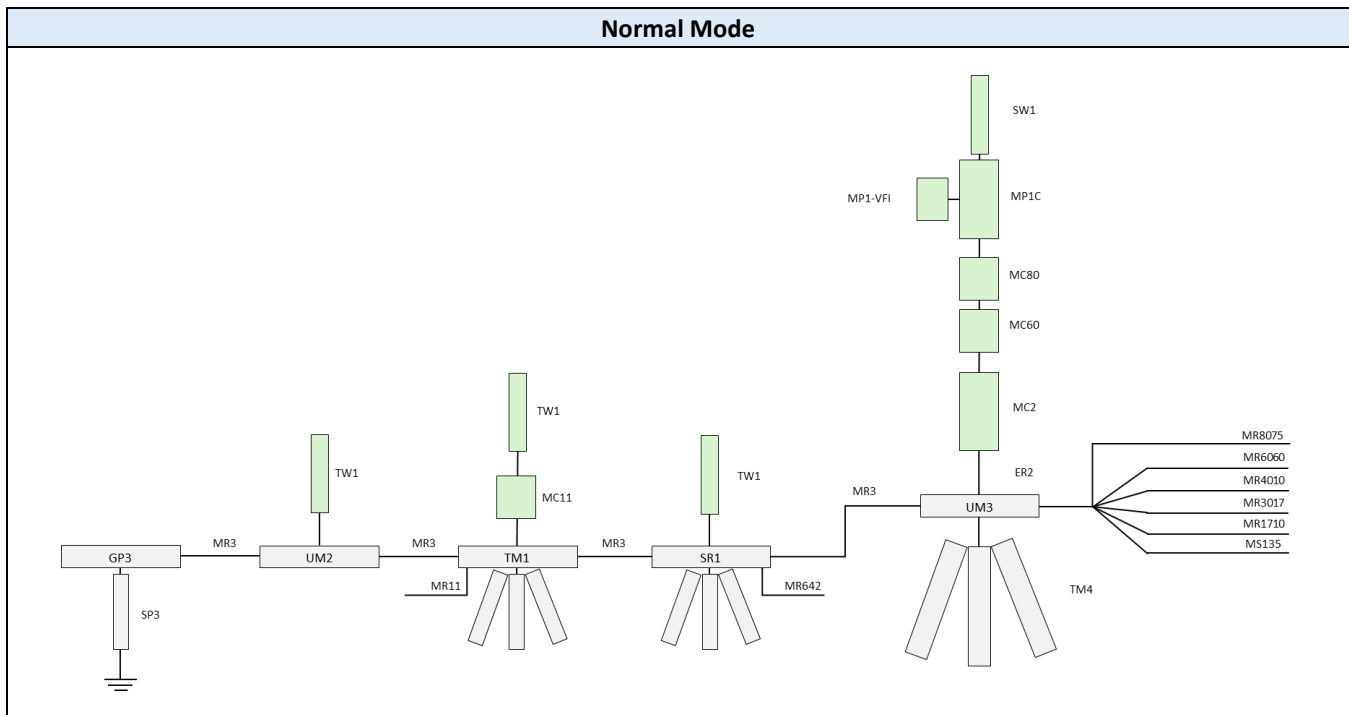 Normal Mode
SW1
MP1-VFI
MP1C
MC80
MC60
MC2
TW1
MR8075
MR6060
TW1
TW1
ER2
MR4010
MC11
MR3
UM3
MR3017
MR1710
MR3
MR3
MR3
MS135
GP3
UM2
TM1
SR1
MR11
MR642
TM4
SP3